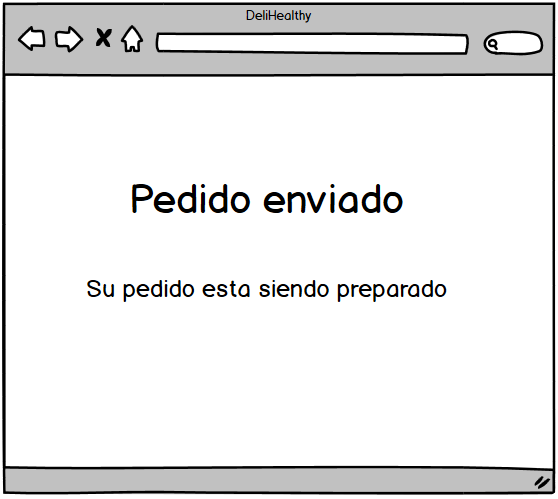 DeliHealthy
Pedido enviado
Su pedido esta siendo preparado